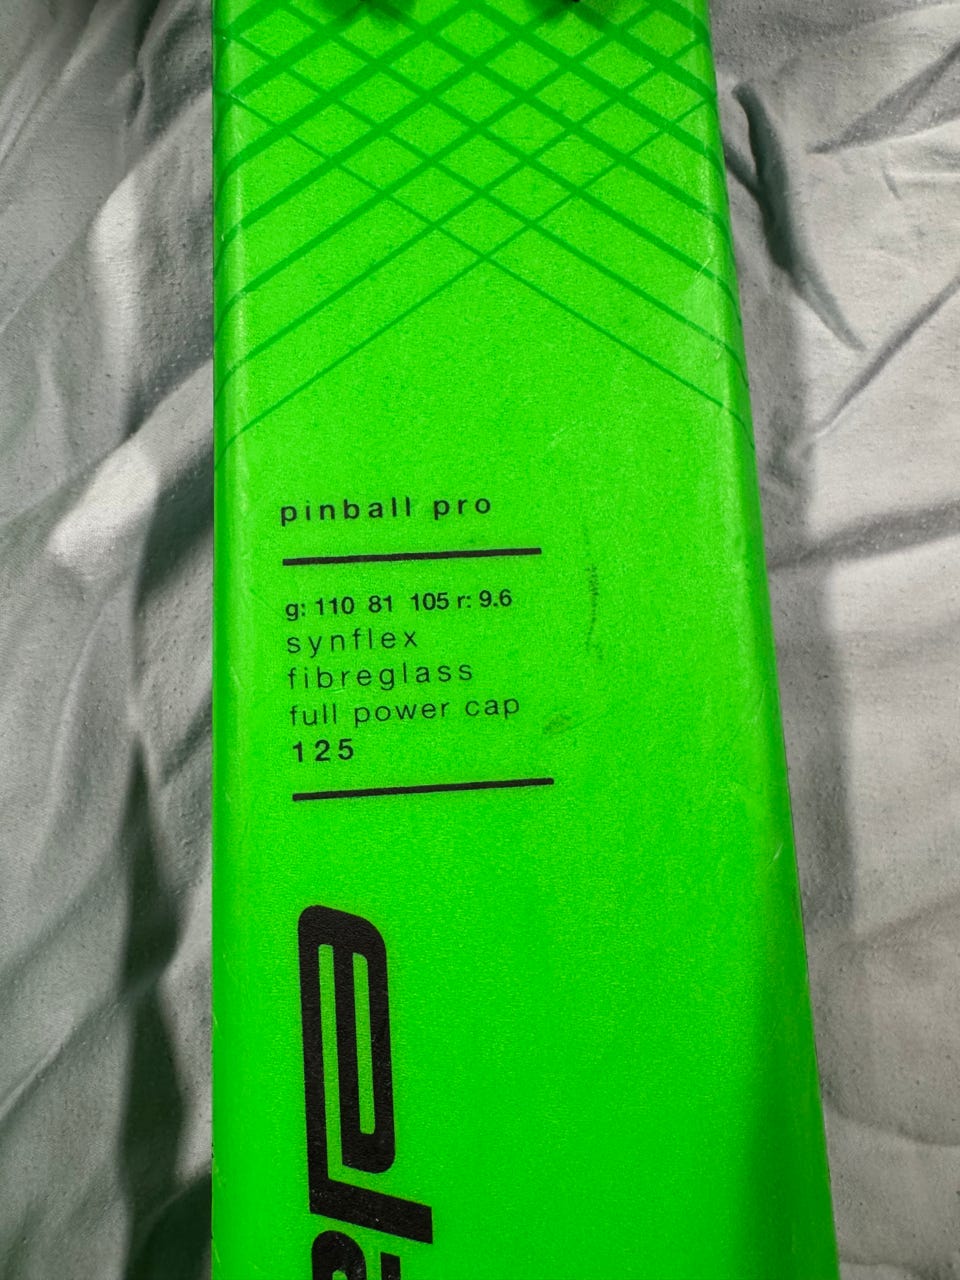 pinball pro
g: 110 81 105 r: 9.6
synflex
fibreglass
full power cap
125